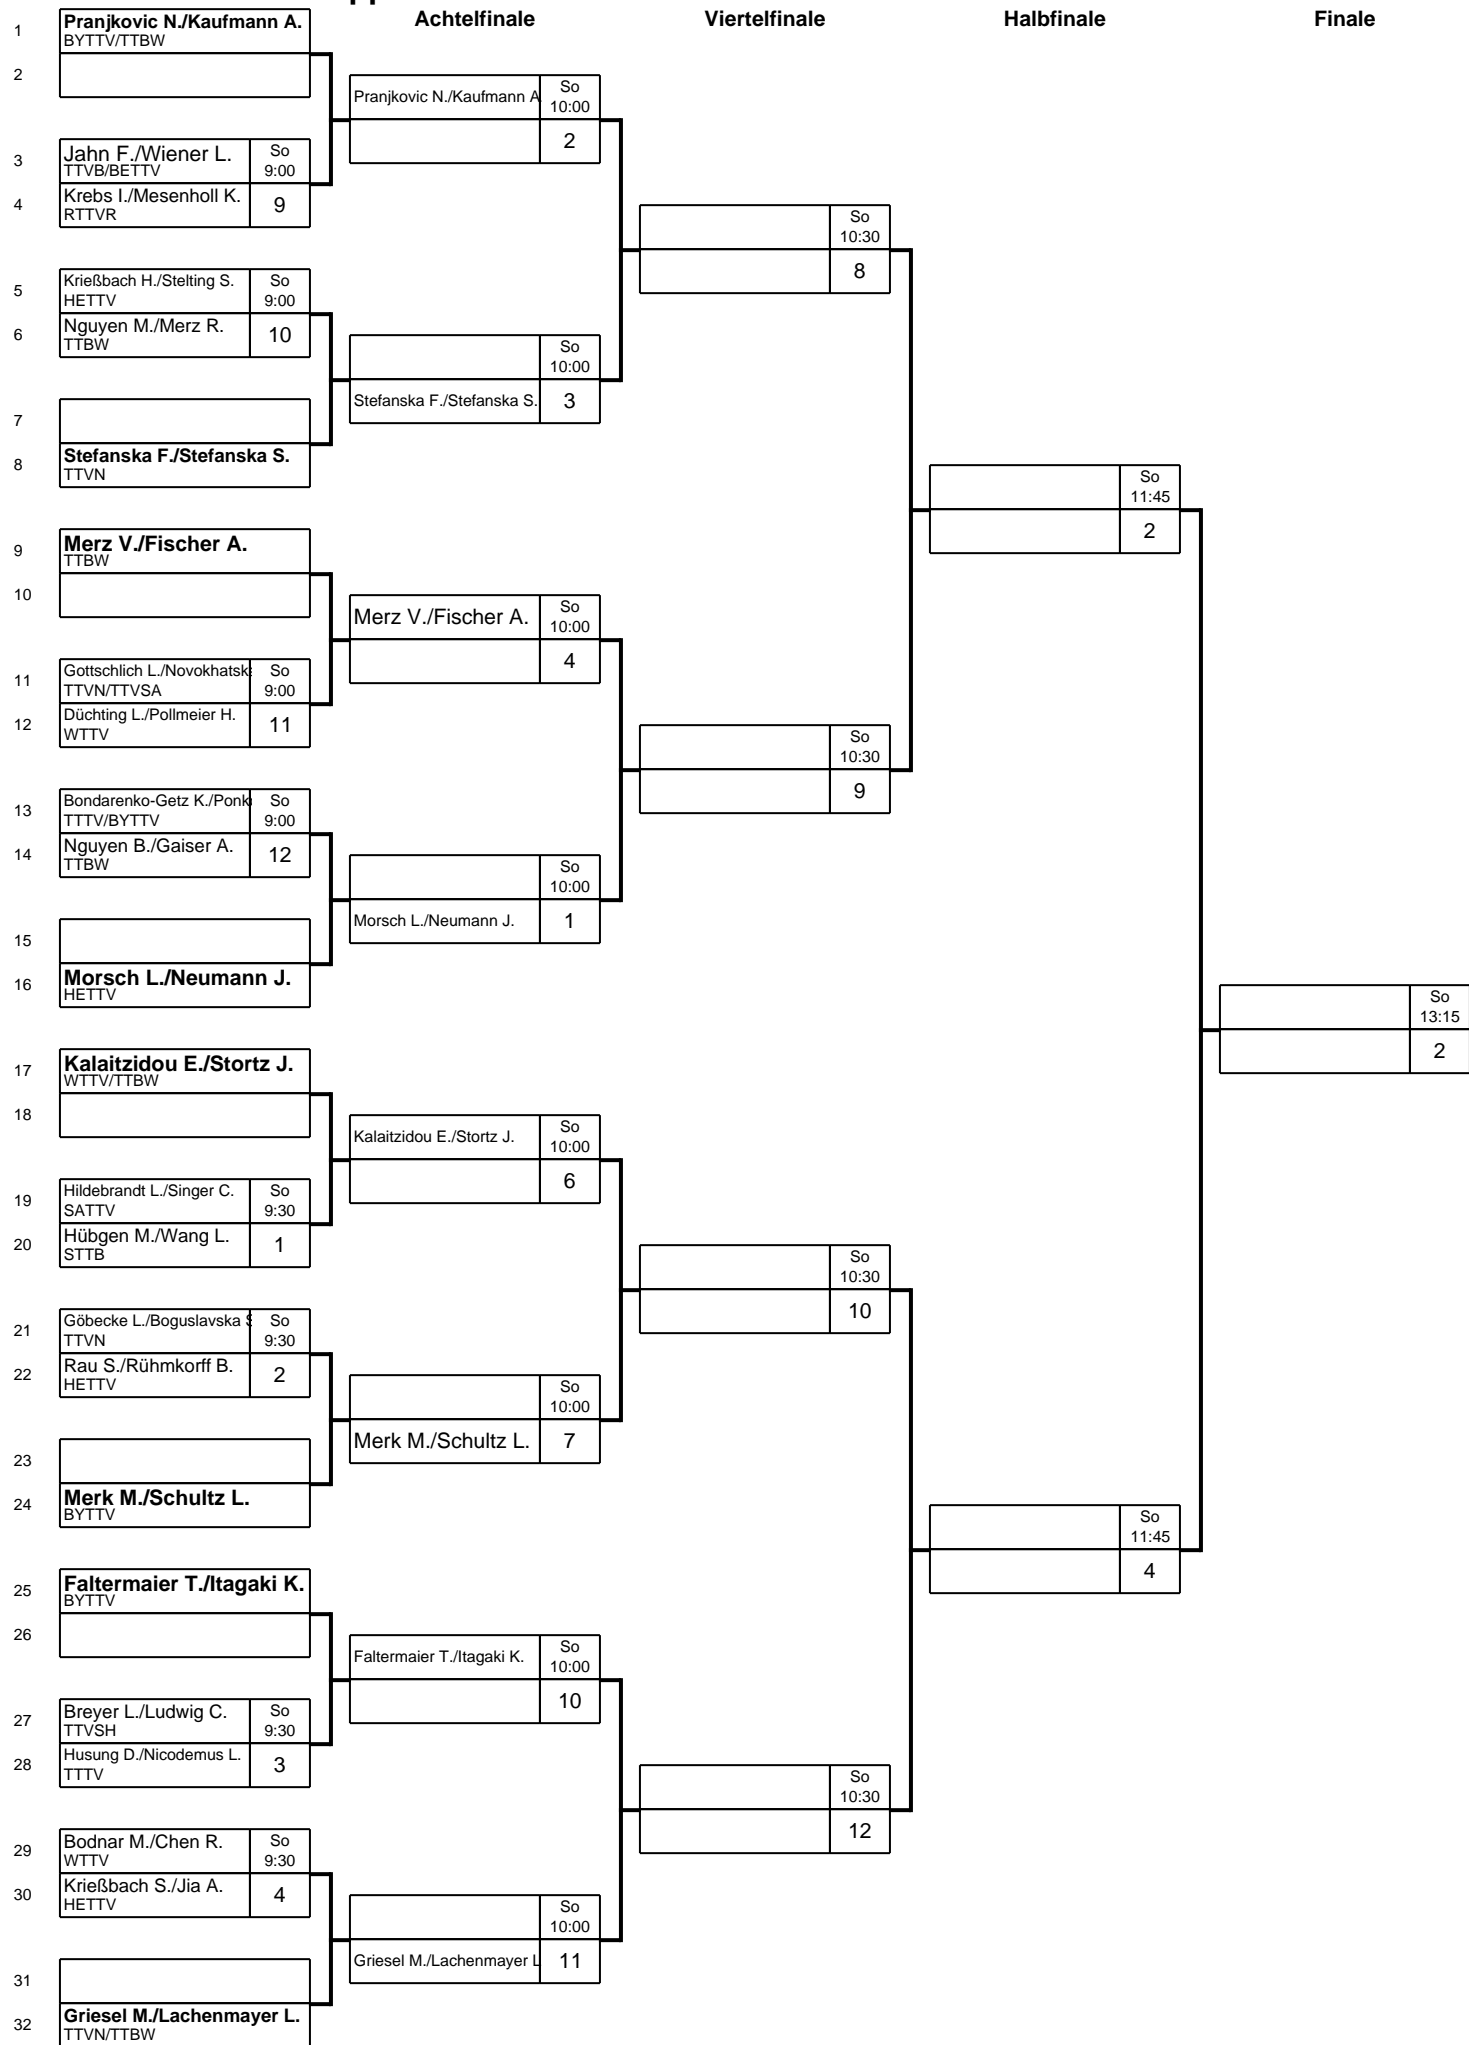 Achtelfinale
Viertelfinale
Halbfinale
Finale
1
Pranjkovic N./Kaufmann A.
BYTTV/TTBW
2
3
Jahn F./Wiener L.
TTVB/BETTV
So
9:00
4
Krebs I./Mesenholl K.
RTTVR
9
5
Krießbach H./Stelting S.
HETTV
So
9:00
6
Nguyen M./Merz R.
TTBW
10
7
8
Stefanska F./Stefanska S.
TTVN
9
Merz V./Fischer A.
TTBW
10
11
Gottschlich L./Novokhatsk
TTVN/TTVSA
So
9:00
12
Düchting L./Pollmeier H.
WTTV
11
13
Bondarenko-Getz K./Ponk
TTTV/BYTTV
So
9:00
14
Nguyen B./Gaiser A.
TTBW
12
15
16
Morsch L./Neumann J.
HETTV
17
Kalaitzidou E./Stortz J.
WTTV/TTBW
18
19
Hildebrandt L./Singer C.
SATTV
So
9:30
20
Hübgen M./Wang L.
STTB
1
21
Göbecke L./Boguslavska
TTVN
So
9:30
22
Rau S./Rühmkorff B.
HETTV
2
23
24
Merk M./Schultz L.
BYTTV
25
Faltermaier T./Itagaki K.
BYTTV
26
27
Breyer L./Ludwig C.
TTVSH
So
9:30
28
Husung D./Nicodemus L.
TTTV
3
29
Bodnar M./Chen R.
WTTV
So
9:30
30
Krießbach S./Jia A.
HETTV
4
31
32
Griesel M./Lachenmayer L.
TTVN/TTBW
Pranjkovic N./Kaufmann A
So
10:00
2
So
10:00
Stefanska F./Stefanska S.
3
Merz V./Fischer A.
So
10:00
4
So
10:00
Morsch L./Neumann J.
1
Kalaitzidou E./Stortz J.
So
10:00
6
So
10:00
Merk M./Schultz L.
7
Faltermaier T./Itagaki K.
So
10:00
10
So
10:00
Griesel M./Lachenmayer L
11
So
10:30
8
So
10:30
9
So
10:30
10
So
10:30
12
So
11:45
2
So
11:45
4
So
13:15
2